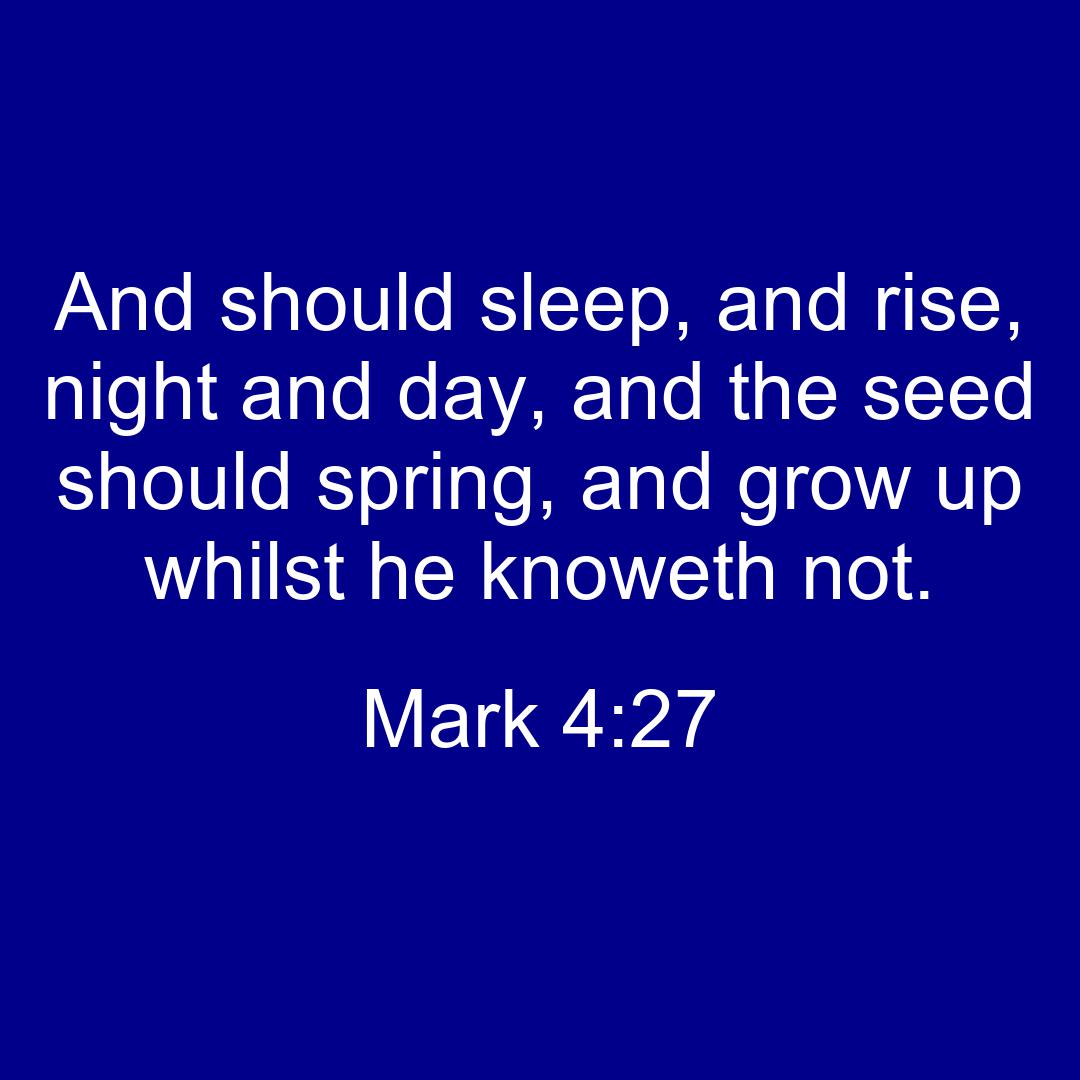 And should sleep, and rise,
night and day, and the seed
should spring, and grow up
whilst he knoweth not.
Mark 4:27